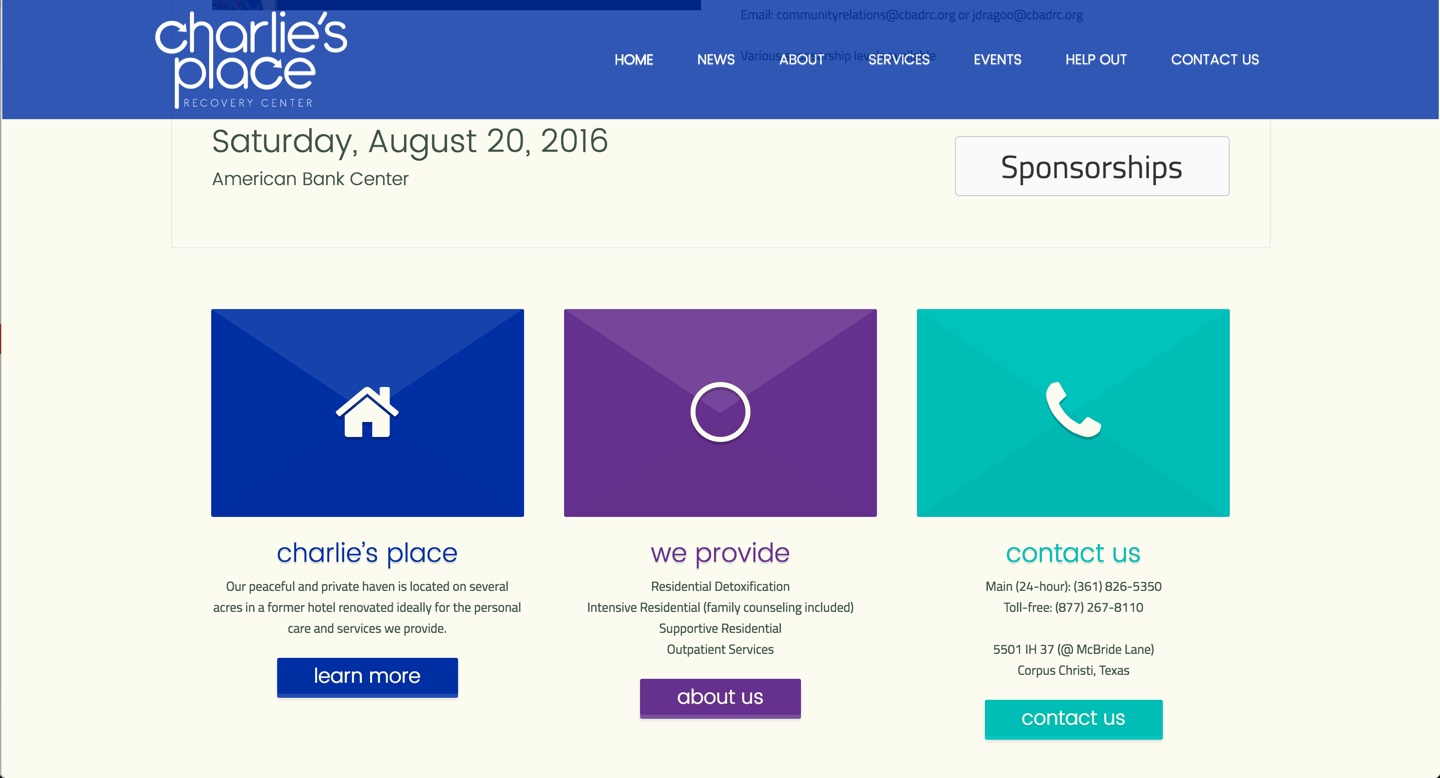 Email: communityrelations@cbadrc.org or jdragoo@cbadrc.org
charlie's
place
RECOVERY CENTER
HOME NEWS ABOUT SERVICES EVENTS HELP OUT CONTACT US
Various sponsorship levels available
Saturday, August 20, 2016
American Bank Center
Sponsorships
charlie's place
Our peaceful and private haven is located on several
acres in a former hotel renovated ideally for the personal
care and services we provide.
learn more
we provide
Residential Detoxification
Intensive Residential (family counseling included)
Supportive Residential
Outpatient Services
about us
contact us
Main (24-hour): (361) 826-5350
Toll-free: (877) 267-8110
5501 IH 37 (@ McBride Lane)
Corpus Christi, Texas
contact us